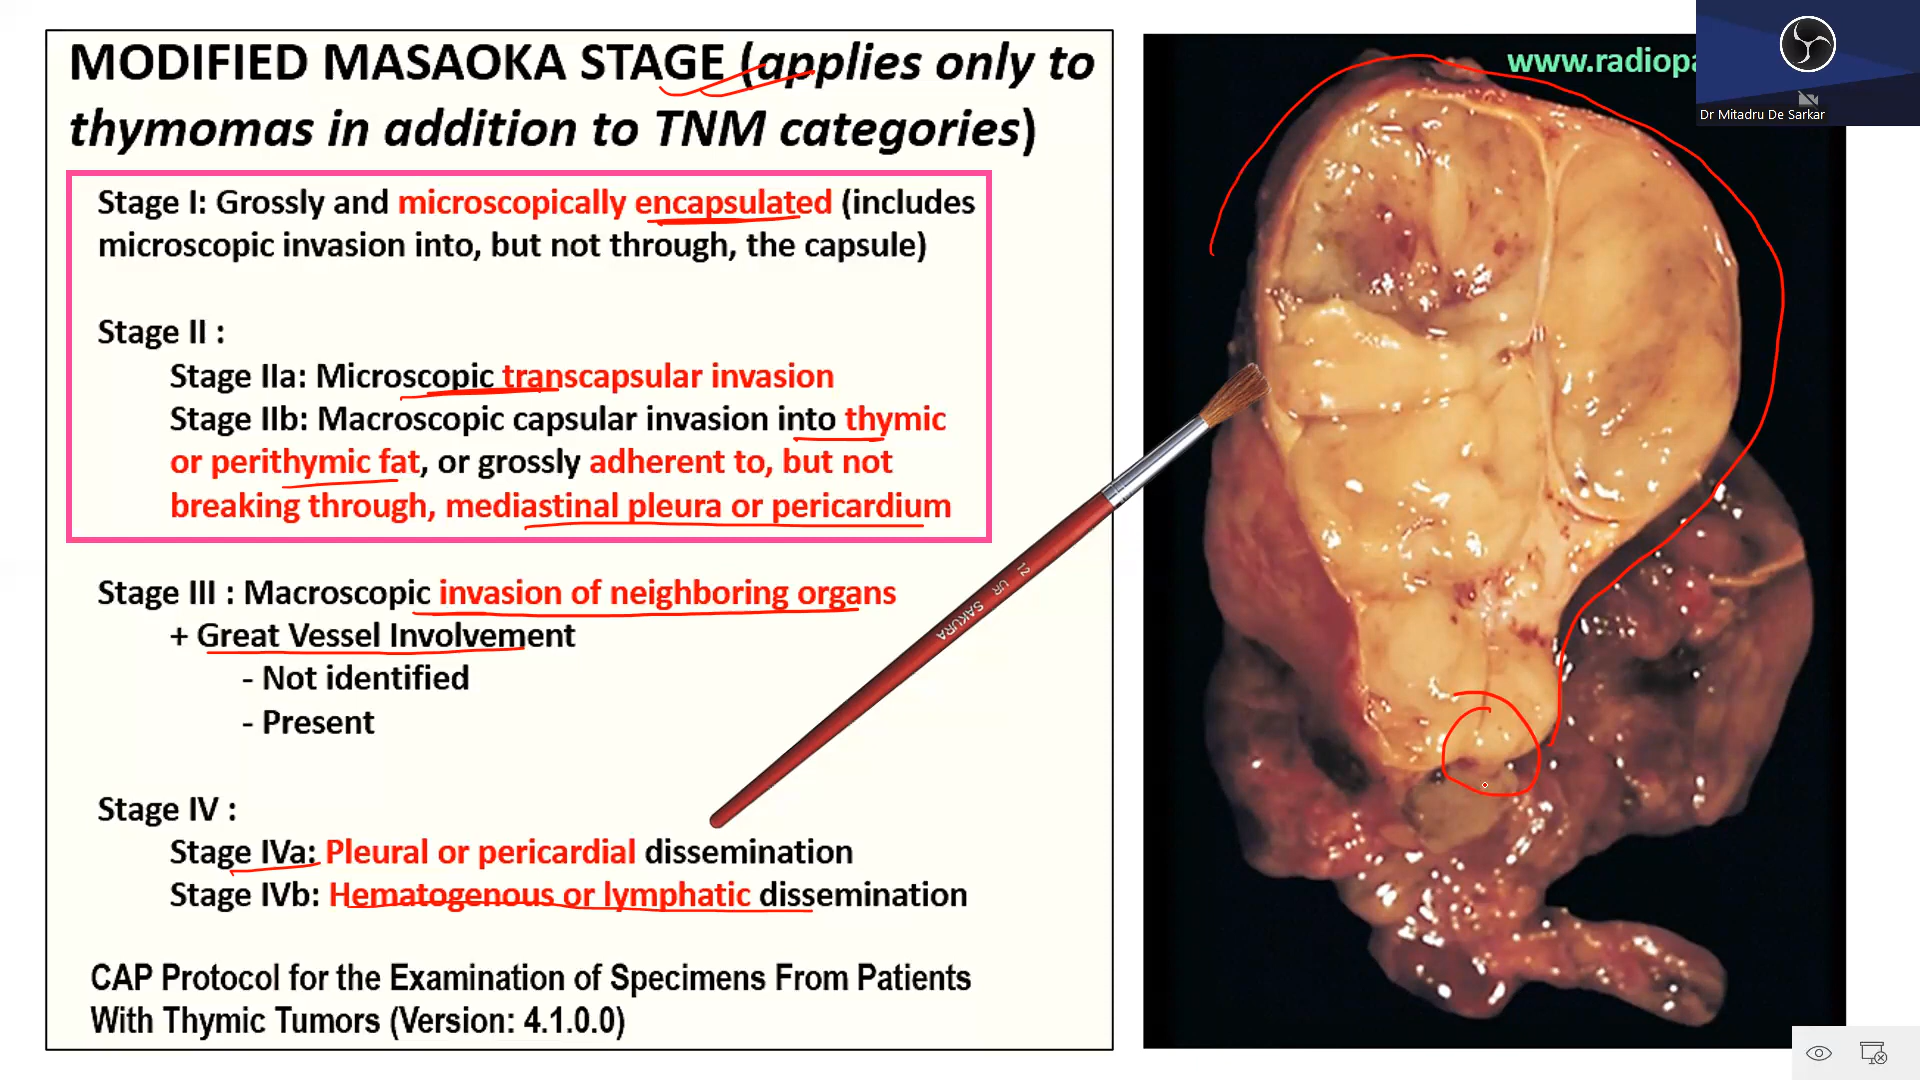 MODIFIED MASAOKA STAGE (applies only to
thymomas in addition to TNM categories)
Stage I: Grossly and microscopically encapsulated (includes
microscopic invasion into, but not through, the capsule)
Stage II :
Stage IIa: Microscopic transcapsular invasion
Stage IIb: Macroscopic capsular invasion into thymic
or perithymic fat, or grossly adherent to, but not
breaking through, mediastinal pleura or pericardium
Stage III : Macroscopic invasion of neighboring organs
+ Great Vessel Involvement
- Not identified
- Present
Stage IV :
Stage IVa: Pleural or pericardial dissemination
Stage IVb: Hematogenous or lymphatic dissemination
CAP Protocol for the Examination of Specimens From Patients
With Thymic Tumors (Version: 4.1.0.0)
www.radiopa
Dr Mitadru De Sarkar
12 UR SAKURA